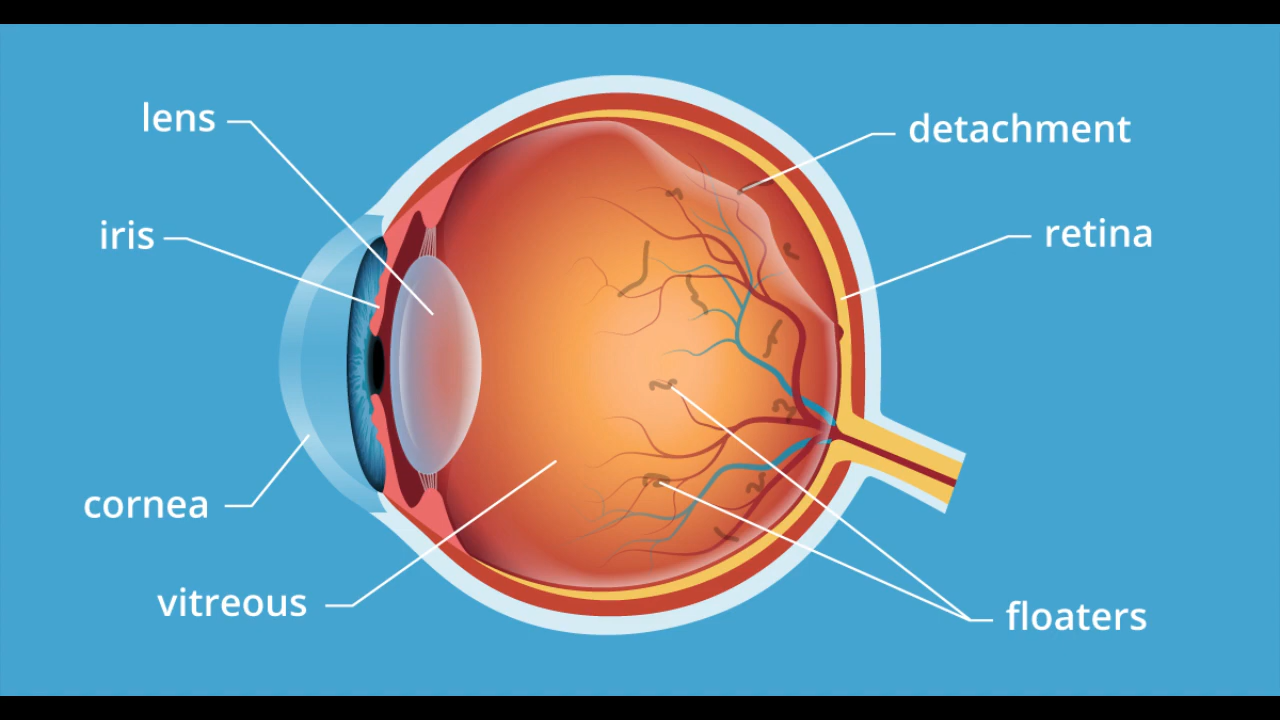 lens
detachment
iris
retina
cornea
vitreous
floaters